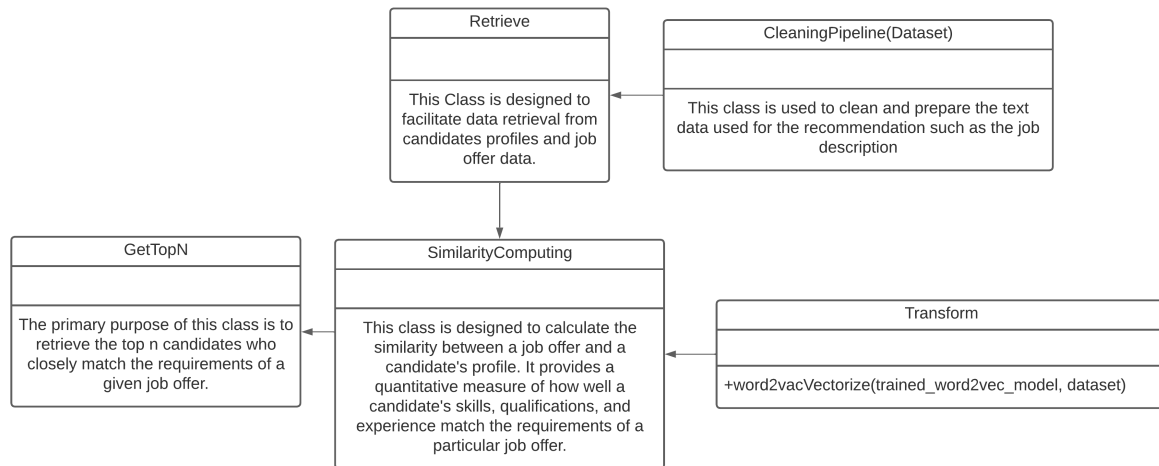 Retrieve
This Class is designed to
facilitate data retrieval from
candidates profiles and job
offer data.
CleaningPipeline(Dataset)
This class is used to clean and prepare the text
data used for the recommendation such as the job
description
GetTopN
The primary purpose of this class is to
retrieve the top n candidates who
closely match the requirements of a
given job offer.
SimilarityComputing
This class is designed to calculate the
similarity between a job offer and a
candidate's profile. It provides a
quantitative measure of how well a
candidate's skills, qualifications, and
experience match the requirements of a
particular job offer.
Transform
+word2vacVectorize(trained_word2vec_model, dataset)